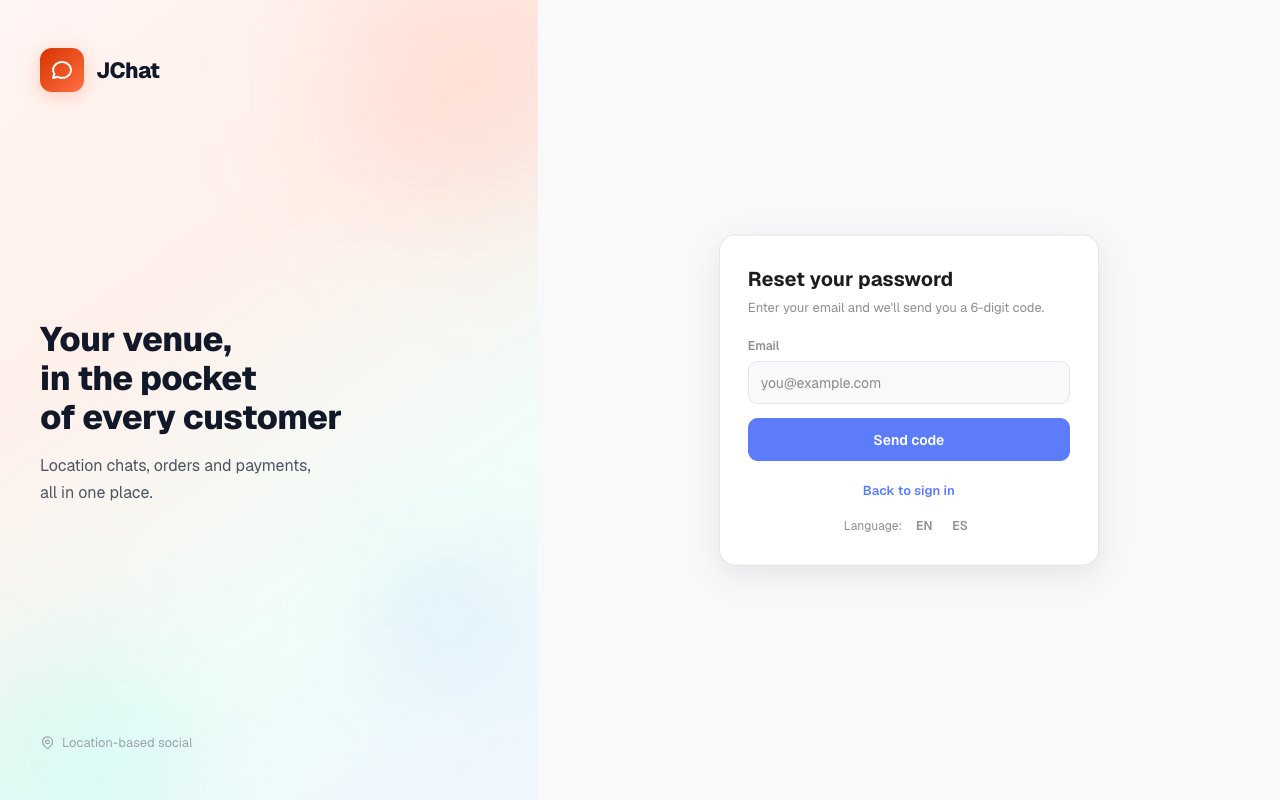 JChat
Your venue,
in the pocket
of every customer
Location chats, orders and payments,
all in one place.
Location-based social
Reset your password
Enter your email and we'll send you a 6-digit code.
Email
you@example.com
Send code
Back to sign in
Language: EN ES